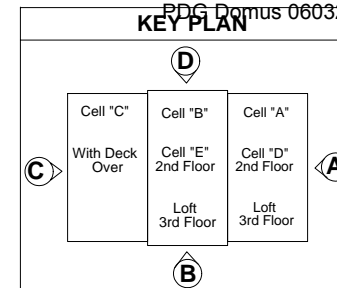 PDG Domus 0603
KEY PLAN
D
Cell "C"
With Deck
Over
Cell "B"
Cell "E"
2nd Floor
Loft
3rd Floor
Cell "A"
Cell "D"
2nd Floor
Loft
3rd Floor
C
A
B